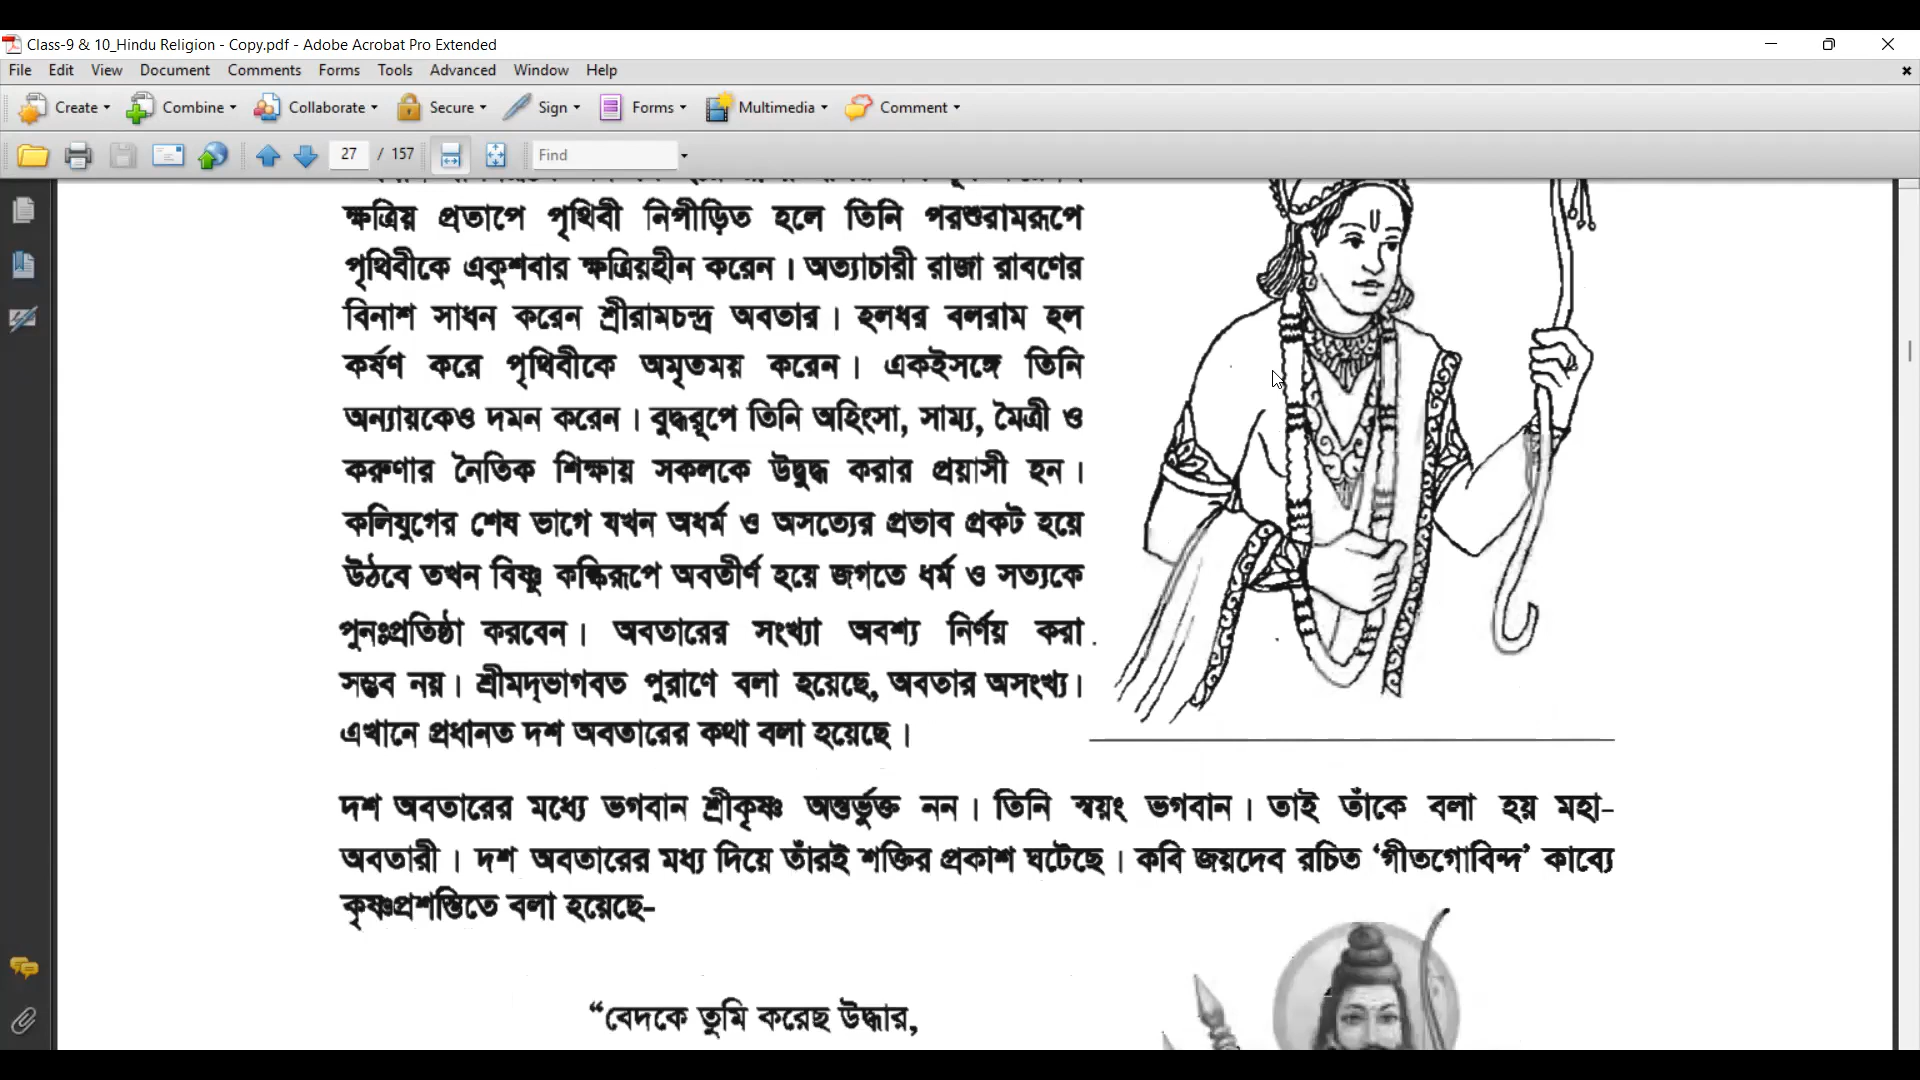 Class-9 & 10_Hindu Religion - Copy.pdf - Adobe Acrobat Pro Extended
File Edit View Document Comments Forms Tools Advanced Window Help
Create Combine Collaborate Secure Sign Forms Multimedia Comment
27 / 157 Find
ক্ষত্রিয় প্রতাপে পৃথিবী নিপীড়িত হলে তিনি পরশুরামরূপে
পৃথিবীকে একুশবার ক্ষত্রিয়হীন করেন। অত্যাচারী রাজা রাবণের
বিনাশ সাধন করেন শ্রীরামচন্দ্র অবতার। হলধর বলরাম হল
কর্ষণ করে পৃথিবীকে অমৃতময় করেন। একইসঙ্গে তিনি
অন্যায়কেও দমন করেন। বুদ্ধরূপে তিনি অহিংসা, সাম্য, মৈত্রী ও
করুণার নৈতিক শিক্ষায় সকলকে উদ্বুদ্ধ করার প্রয়াসী হন।
কলিযুগের শেষ ভাগে যখন অধর্ম ও অসত্যের প্রভাব প্রকট হয়ে
উঠবে তখন বিষ্ণু কল্কিরূপে অবতীর্ণ হয়ে জগতে ধর্ম ও সত্যকে
পুনঃপ্রতিষ্ঠা করবেন। অবতারের সংখ্যা অবশ্য নির্ণয় করা
সম্ভব নয়। শ্রীমদ্‌ভাগবত পুরাণে বলা হয়েছে, অবতার অসংখ্য।
এখানে প্রধানত দশ অবতারের কথা বলা হয়েছে।
দশ অবতারের মধ্যে ভগবান শ্রীকৃষ্ণ অন্তর্ভুক্ত নন। তিনি স্বয়ং ভগবান। তাই তাঁকে বলা হয় মহা-
অবতারী। দশ অবতারের মধ্য দিয়ে তাঁরই শক্তির প্রকাশ ঘটেছে। কবি জয়দেব রচিত ‘গীতগোবিন্দ’ কাব্যে
কৃষ্ণপ্রশস্তিতে বলা হয়েছে-
“বেদকে তুমি করেছ উদ্ধার,